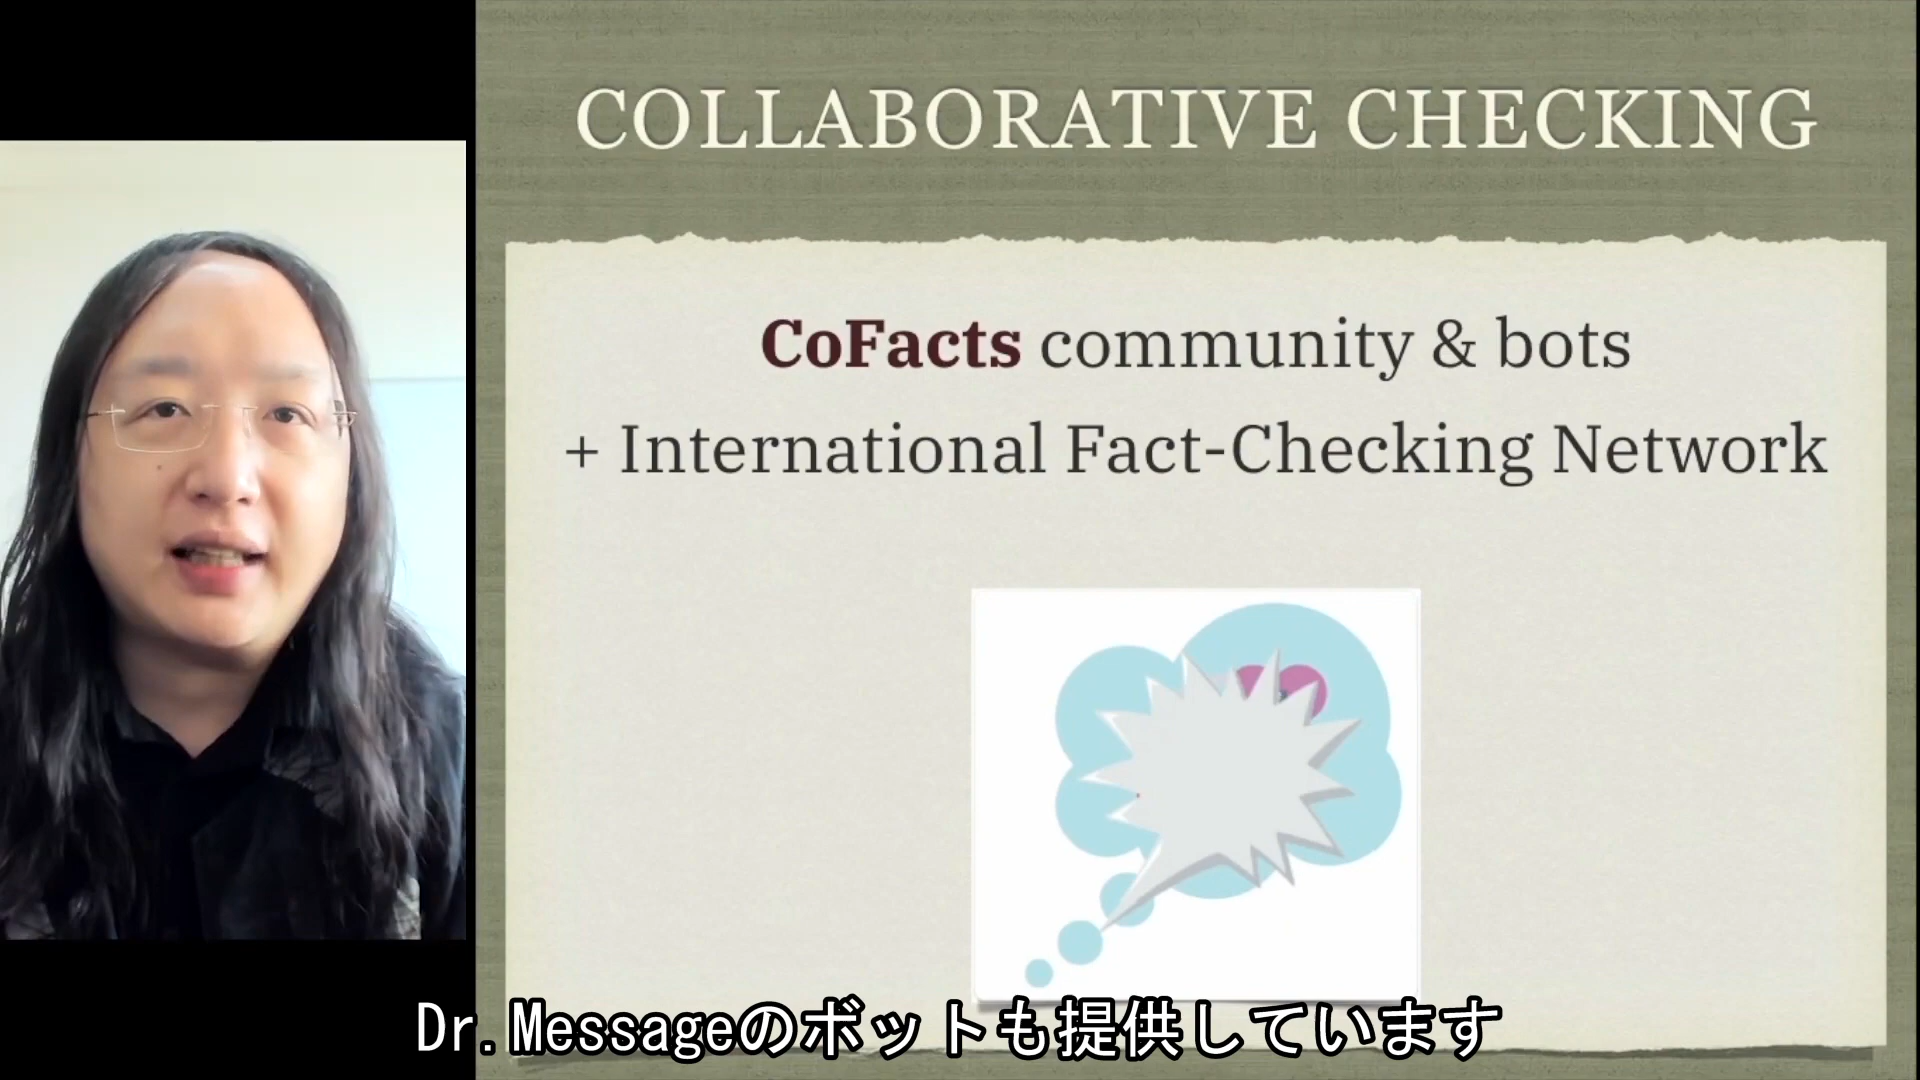 COLLABORATIVE CHECKING
CoFacts community & bots
+ International Fact-Checking Network
Dr.Messageのボットも提供しています